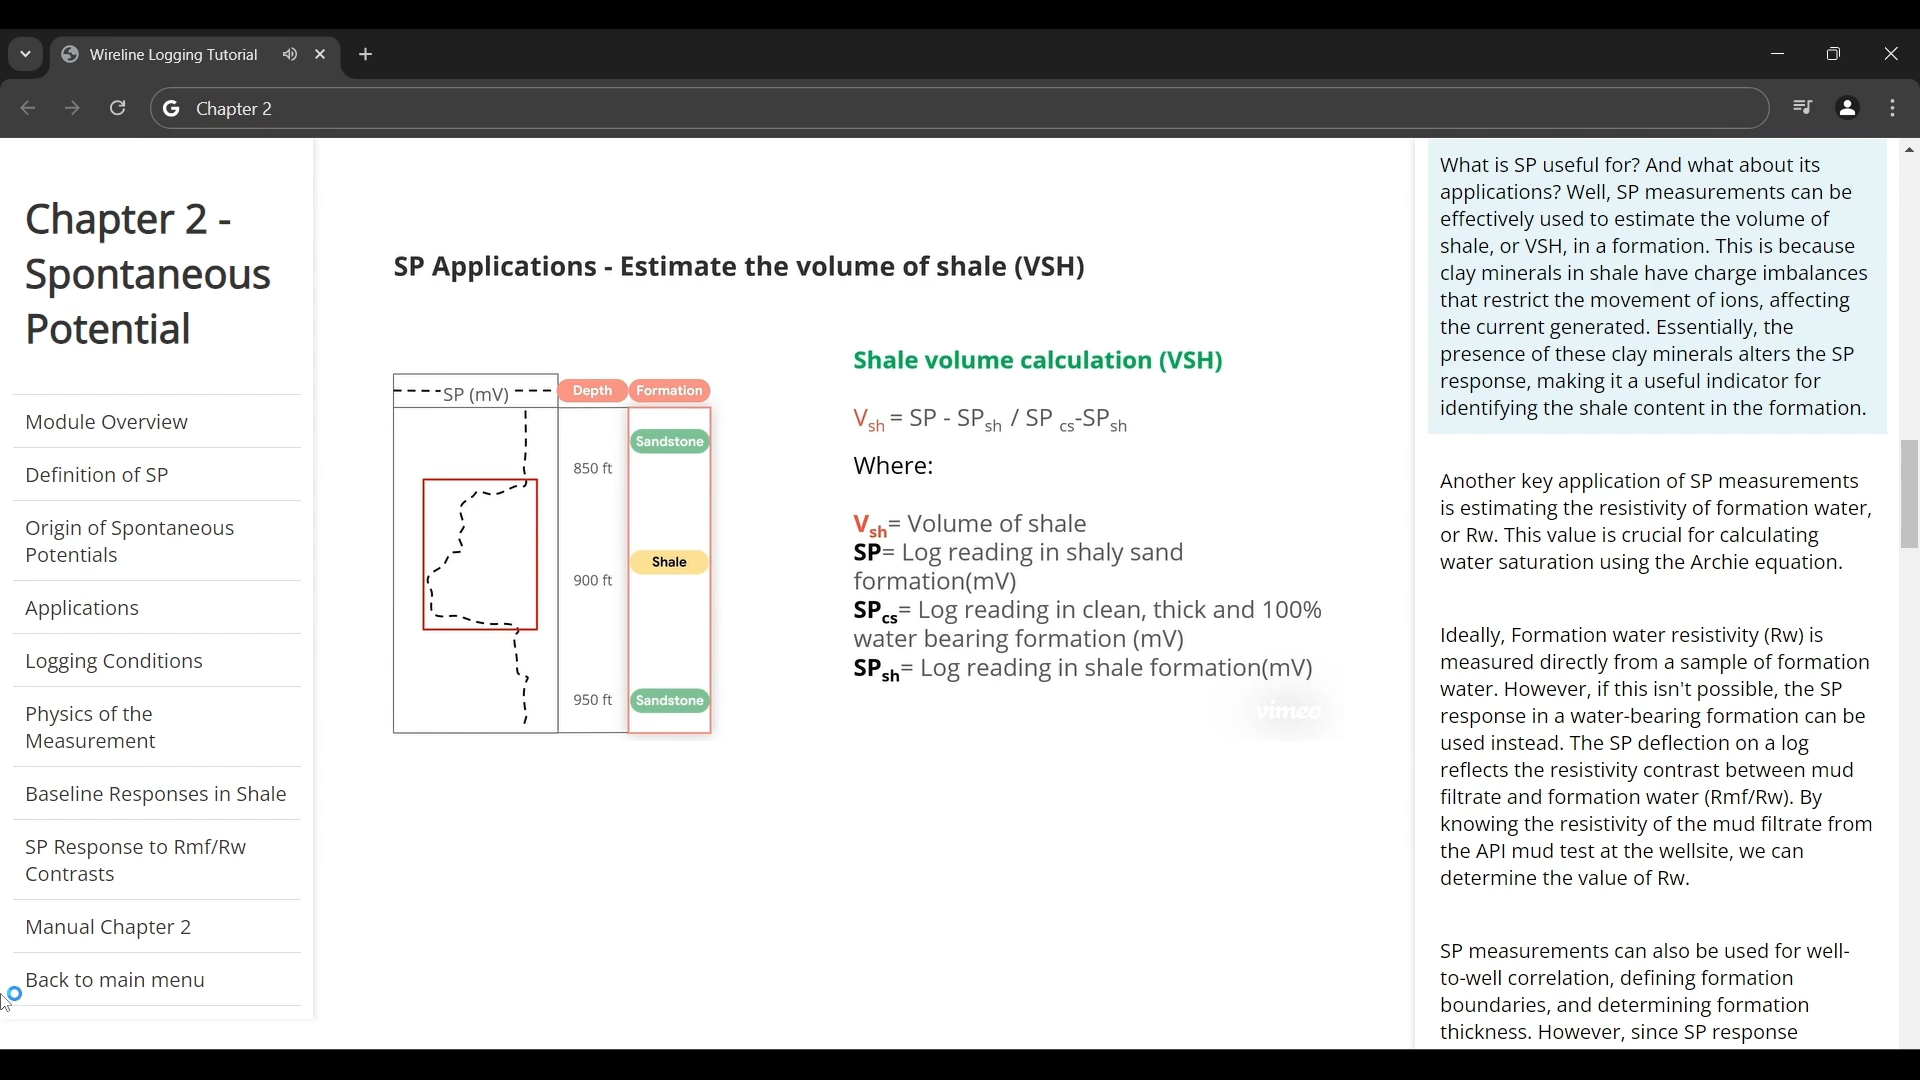 Wireline Logging Tutorial
Chapter 2
Chapter 2 -
Spontaneous
Potential
Module Overview
Definition of SP
Origin of Spontaneous
Potentials
Applications
Logging Conditions
Physics of the
Measurement
Baseline Responses in Shale
SP Response to Rmf/Rw
Contrasts
Manual Chapter 2
Back to main menu
SP Applications - Estimate the volume of shale (VSH)
SP (mV)
Depth
Formation
Sandstone
850 ft
Shale
900 ft
950 ft
Sandstone
Shale volume calculation (VSH)
Vsh = SP - SPsh / SP cs-SPsh
Where:
Vsh= Volume of shale
SP= Log reading in shaly sand
formation(mV)
SPcs= Log reading in clean, thick and 100%
water bearing formation (mV)
SPsh= Log reading in shale formation(mV)
vimeo
What is SP useful for? And what about its
applications? Well, SP measurements can be
effectively used to estimate the volume of
shale, or VSH, in a formation. This is because
clay minerals in shale have charge imbalances
that restrict the movement of ions, affecting
the current generated. Essentially, the
presence of these clay minerals alters the SP
response, making it a useful indicator for
identifying the shale content in the formation.
Another key application of SP measurements
is estimating the resistivity of formation water,
or Rw. This value is crucial for calculating
water saturation using the Archie equation.
Ideally, Formation water resistivity (Rw) is
measured directly from a sample of formation
water. However, if this isn't possible, the SP
response in a water-bearing formation can be
used instead. The SP deflection on a log
reflects the resistivity contrast between mud
filtrate and formation water (Rmf/Rw). By
knowing the resistivity of the mud filtrate from
the API mud test at the wellsite, we can
determine the value of Rw.
SP measurements can also be used for well-
to-well correlation, defining formation
boundaries, and determining formation
thickness. However, since SP response